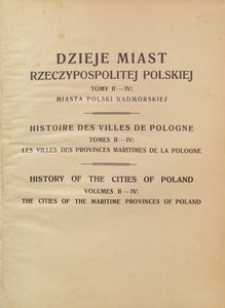 DZIEJE MIAST
RZECZYPOSPOLITEJ POLSKIEJ
TOMY II — IV:
MIASTA POLSKI NADMORSKIEJ
HISTOIRE DES VILLES DE POLOGNE
TOMES II — IV:
LES VILLES DES PROVINCES MARITIMES DE LA POLOGNE
HISTORY OF THE CITIES OF POLAND
VOLUMES II — IV:
THE CITIES OF THE MARITIME PROVINCES OF POLAND